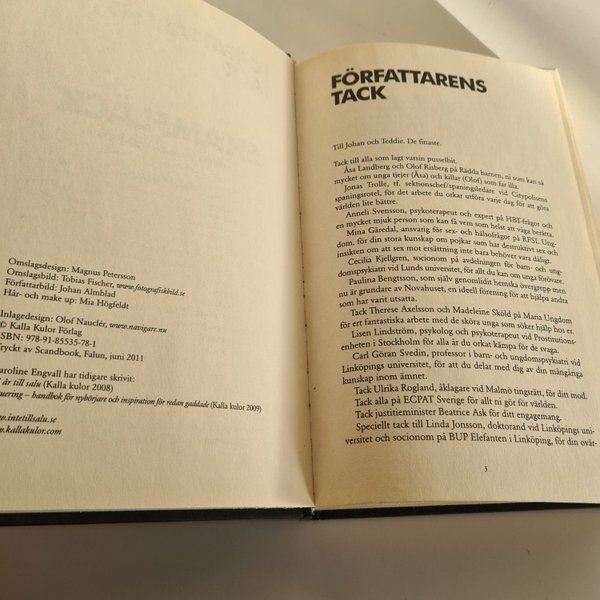 Omslagsdesign: Magnus Petersson
Omslagsbild: Tobias Fischer, www.fotografiskbild.se
Författarbild: Johan Almblad
Hår- och make up: Mia Högfeldt
Inlagedesign: Olof Nauclér, www.navigare.nu
© Kalla Kulor Förlag
ISBN: 978-91-85535-78-1
Tryckt av Scandbook, Falun, juni 2011
aroline Engvall har tidigare skrivit:
år till salu (Kalla kulor 2008)
uering – handbok för nybörjare och inspiration för redan gaddade (Kalla kulor 2009)
w.intetillsalu.se
w.kallakulor.com
FÖRFATTARENS
TACK
Till Johan och Teddie. De finaste.
Tack till alla som lagt varsin pusselbit.
Åsa Landberg och Olof Risberg på Rädda barnen, ni som kan så
mycket om unga tjejer (Åsa) och killar (Olof) som far illa.
Jonas Trolle, tf. sektionschef/spaningsledare vid Citypolisens
spaningsrotel, för det arbete du orkar utföra varje dag för att göra
världen lite bättre.
Anneli Svensson, psykoterapeut och expert på HBT-frågor och
en mycket mjuk person som kan få vem som helst att våga berätta.
Mina Gäredal, ansvarig för sex- och hälsofrågor på RFSL Ung-
dom, för din stora kunskap om pojkar som har destruktivt sex och
insikten om att sex mot ersättning inte bara behöver vara dåligt.
Cecilia Kjellgren, socionom på avdelningen för barn- och ung-
domspsykiatri vid Lunds universitet, för allt du kan om unga förövare.
Paulina Bengtsson, som själv genomlidit hemska övergrepp men
nu är grundare av Novahuset, en ideell förening för att hjälpa andra
som har varit utsatta.
Tack Therese Axelsson och Madeleine Sköld på Maria Ungdom
för ert fantastiska arbete med de sköra unga som söker hjälp hos er.
Lisen Lindström, psykolog och psykoterapeut vid Prostitutions-
enheten i Stockholm för att alla år du orkat kämpa för de svaga.
Carl Göran Svedin, professor i barn- och ungdomspsykiatri vid
Linköpings universitet, för att du delar med dig av din mångåriga
kunskap inom ämnet.
Tack Ulrika Rogland, åklagare vid Malmö tingsrätt, för ditt mod.
Tack alla på ECPAT Sverige för allt ni gör för världen.
Tack justitieminister Beatrice Ask för ditt engagemang.
Speciellt tack till Linda Jonsson, doktorand vid Linköpings uni-
versitet och socionom på BUP Elefanten i Linköping, för din ovär-
3